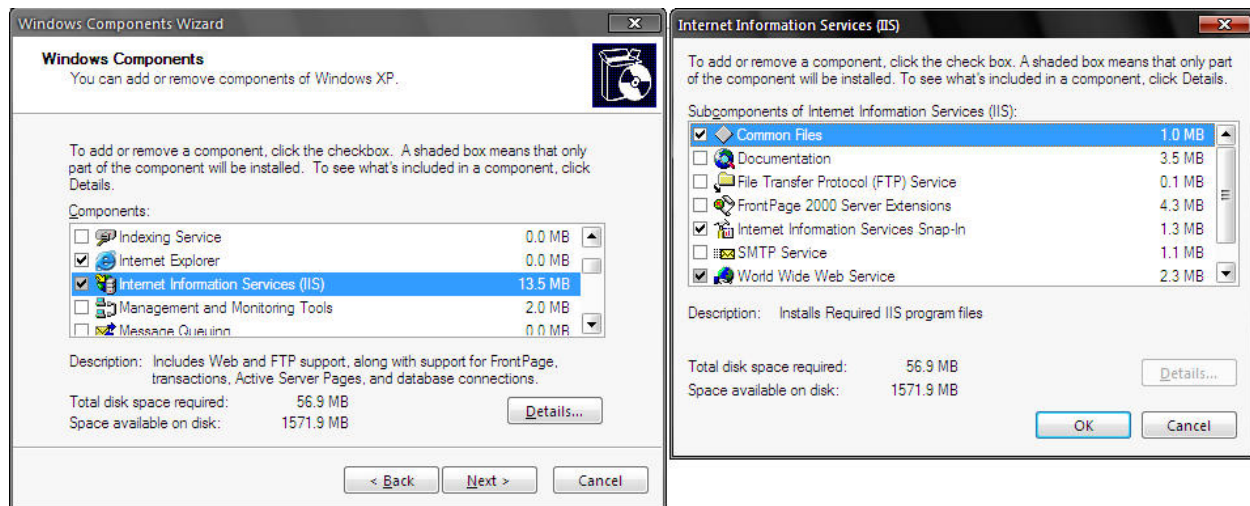 Windows Components Wizard
Windows Components
You can add or remove components of Windows XP.
To add or remove a component, click the checkbox. A shaded box means that only
part of the component will be installed. To see what's included in a component, click
Details.
Components:
Indexing Service 0.0 MB
Internet Explorer 0.0 MB
Internet Information Services (IIS) 13.5 MB
Management and Monitoring Tools 2.0 MB
Message Queuing 0.0 MB
Description: Includes Web and FTP support, along with support for FrontPage,
transactions, Active Server Pages, and database connections.
Total disk space required: 56.9 MB
Space available on disk: 1571.9 MB
Details...
< Back Next > Cancel
Internet Information Services (IIS)
To add or remove a component, click the check box. A shaded box means that only part
of the component will be installed. To see what's included in a component, click Details.
Subcomponents of Internet Information Services (IIS):
Common Files 1.0 MB
Documentation 3.5 MB
File Transfer Protocol (FTP) Service 0.1 MB
FrontPage 2000 Server Extensions 4.3 MB
Internet Information Services Snap-In 1.3 MB
SMTP Service 1.1 MB
World Wide Web Service 2.3 MB
Description: Installs Required IIS program files
Total disk space required: 56.9 MB
Space available on disk: 1571.9 MB
Details...
OK Cancel